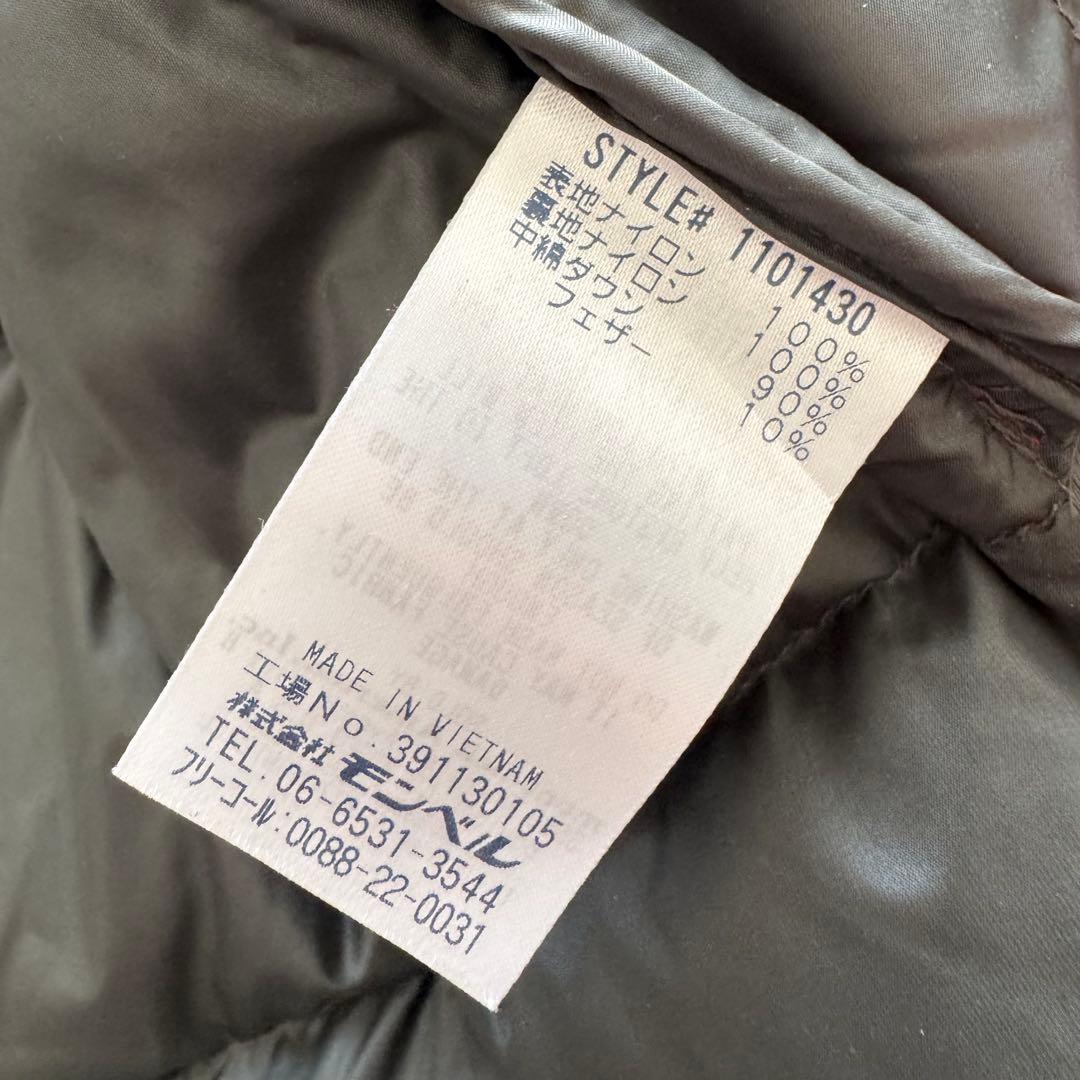 STYLE# 1101430
表地ナイロン 100%
裏地ナイロン 100%
中綿ダウン 90%
フェザー 10%
MADE IN VIETNAM
工場No.391130105
株式会社モンベル
TEL.06-6531-3544
フリーコール:0088-22-0031